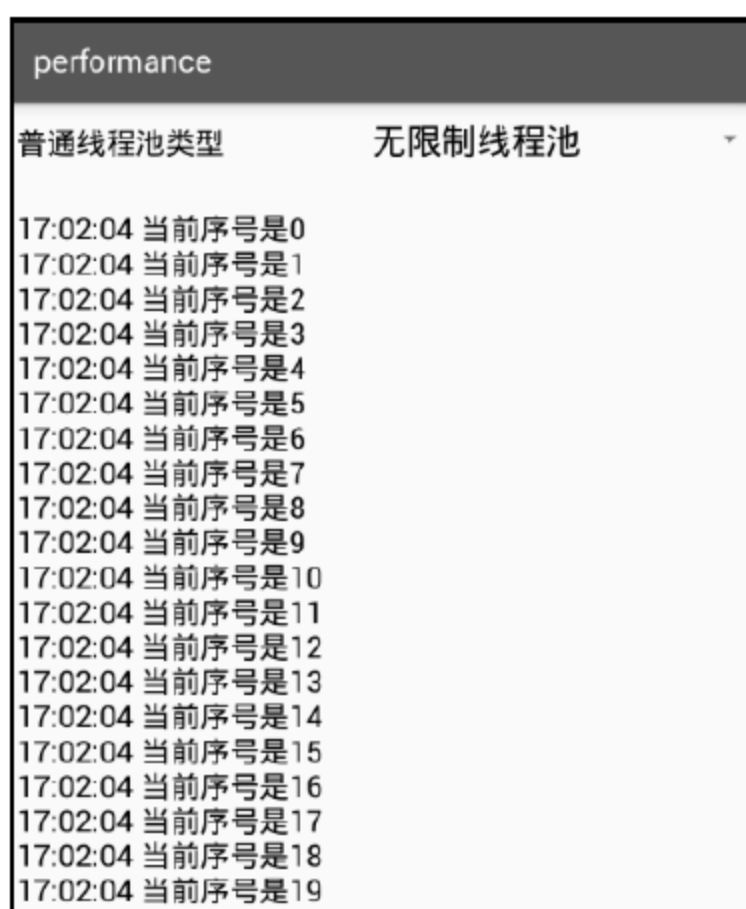 performance
普通线程池类型 无限制线程池
17:02:04 当前序号是0
17:02:04 当前序号是1
17:02:04 当前序号是2
17:02:04 当前序号是3
17:02:04 当前序号是4
17:02:04 当前序号是5
17:02:04 当前序号是6
17:02:04 当前序号是7
17:02:04 当前序号是8
17:02:04 当前序号是9
17:02:04 当前序号是10
17:02:04 当前序号是11
17:02:04 当前序号是12
17:02:04 当前序号是13
17:02:04 当前序号是14
17:02:04 当前序号是15
17:02:04 当前序号是16
17:02:04 当前序号是17
17:02:04 当前序号是18
17:02:04 当前序号是19